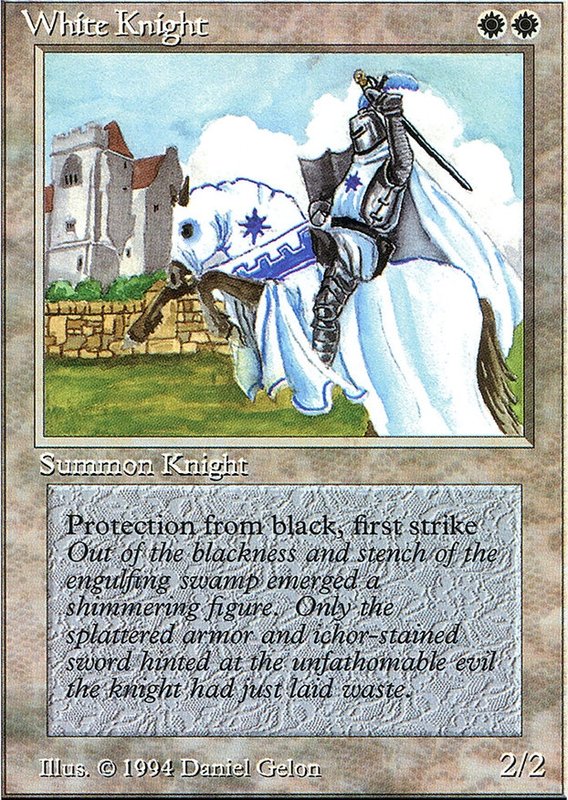 White Knight
Summon Knight
Protection from black, first strike
Out of the blackness and stench of the
engulfing swamp emerged a
shimmering figure. Only the
splattered armor and ichor-stained
sword hinted at the unfathomable evil
the knight had just laid waste.
Illus. © 1994 Daniel Gelon
2/2